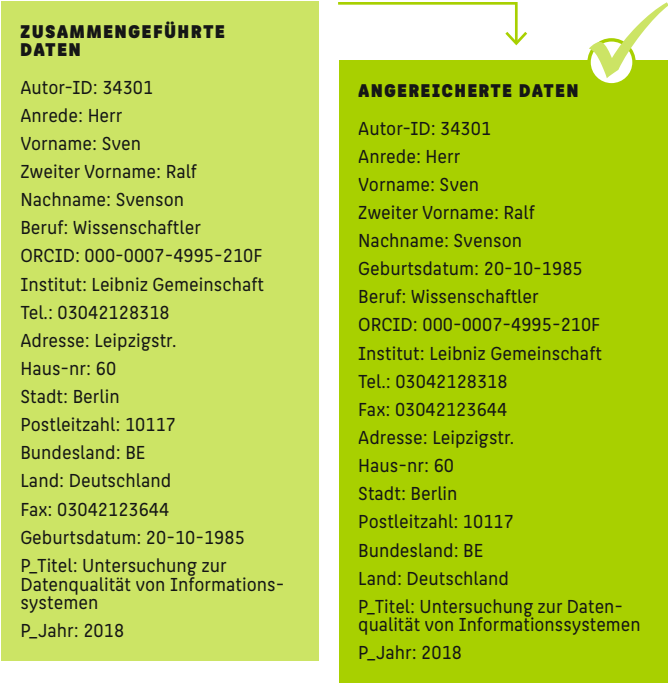 ZUSAMMENGEFÜHRTE
DATEN
Autor-ID: 34301
Anrede: Herr
Vorname: Sven
Zweiter Vorname: Ralf
Nachname: Svenson
Beruf: Wissenschaftler
ORCID: 000-0007-4995-210F
Institut: Leibniz Gemeinschaft
Tel.: 03042128318
Adresse: Leipzigstr.
Haus-nr: 60
Stadt: Berlin
Postleitzahl: 10117
Bundesland: BE
Land: Deutschland
Fax: 03042123644
Geburtsdatum: 20-10-1985
P_Titel: Untersuchung zur
Datenqualität von Informations-
systemen
P_Jahr: 2018
ANGEREICHERTE DATEN
Autor-ID: 34301
Anrede: Herr
Vorname: Sven
Zweiter Vorname: Ralf
Nachname: Svenson
Geburtsdatum: 20-10-1985
Beruf: Wissenschaftler
ORCID: 000-0007-4995-210F
Institut: Leibniz Gemeinschaft
Tel.: 03042128318
Fax: 03042123644
Adresse: Leipzigstr.
Haus-nr: 60
Stadt: Berlin
Postleitzahl: 10117
Bundesland: BE
Land: Deutschland
P_Titel: Untersuchung zur Daten-
qualität von Informationssystemen
P_Jahr: 2018